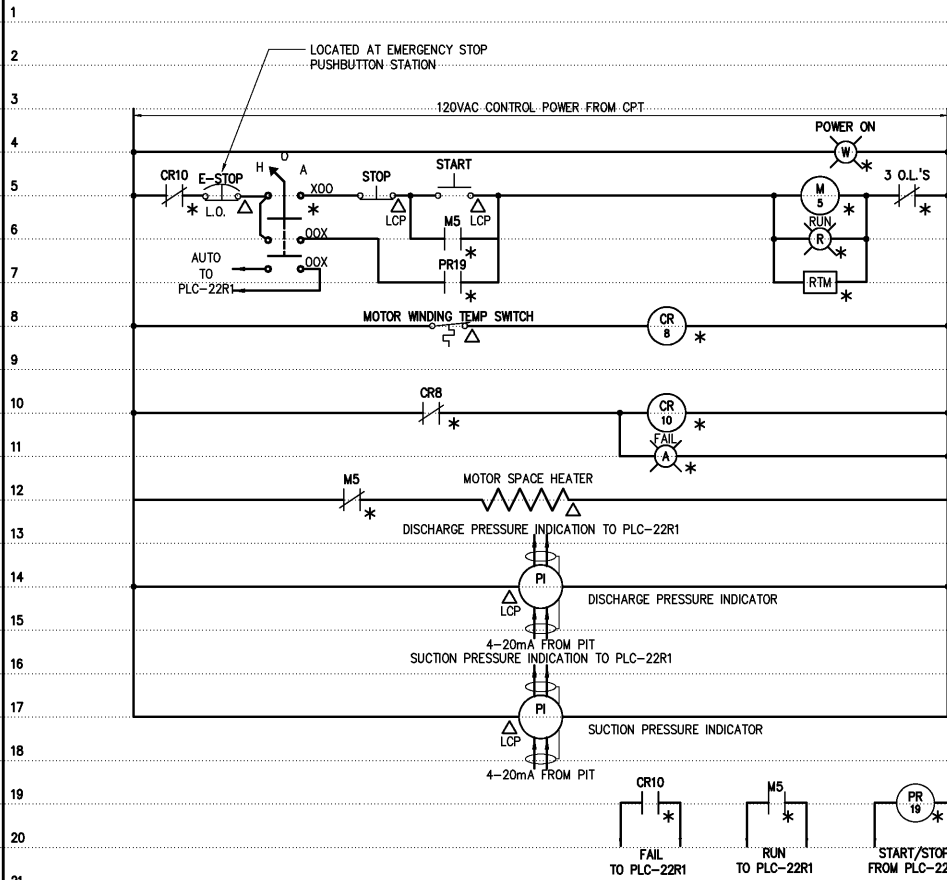 1
2
LOCATED AT EMERGENCY STOP
PUSHBUTTON STATION
3
120VAC CONTROL POWER FROM CPT
4
POWER ON
W
*
H O A
5
CR10
*
E-STOP
L.O.
XOO
*
STOP
LCP
START
LCP
M
5
*
3 O.L.'S
*
6
OOX
M5
*
RUN
R
*
7
AUTO
TO
PLC-22R1
OOX
PR19
*
RTM
*
8
MOTOR WINDING TEMP SWITCH
CR
8
*
9
10
CR8
*
CR
10
*
11
FAIL
A
*
12
M5
*
MOTOR SPACE HEATER
13
DISCHARGE PRESSURE INDICATION TO PLC-22R1
14
PI
LCP
DISCHARGE PRESSURE INDICATOR
15
4-20mA FROM PIT
16
SUCTION PRESSURE INDICATION TO PLC-22R1
17
PI
LCP
SUCTION PRESSURE INDICATOR
18
4-20mA FROM PIT
19
CR10
*
M5
*
PR
19
*
20
FAIL
TO PLC-22R1
RUN
TO PLC-22R1
START/STOP
FROM PLC-22
21